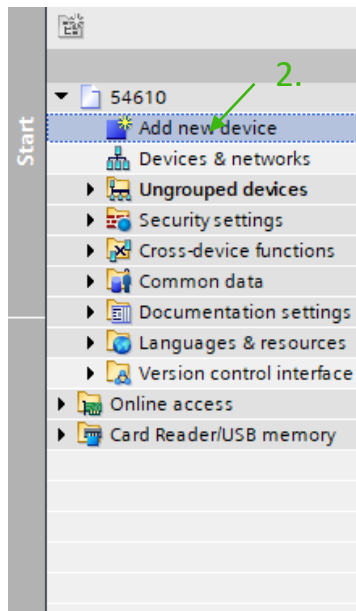 2.
54610
Start
Add new device
Devices & networks
Ungrouped devices
Security settings
Cross-device functions
Common data
Documentation settings
Languages & resources
Version control interface
Online access
Card Reader/USB memory